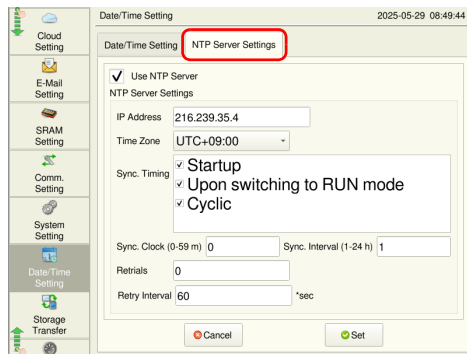 Date/Time Setting 2025-05-29 08:49:44
Cloud
Setting
E-Mail
Setting
SRAM
Setting
Comm.
Setting
System
Setting
Date/Time
Setting
Storage
Transfer
Date/Time Setting NTP Server Settings
Use NTP Server
NTP Server Settings
IP Address 216.239.35.4
Time Zone UTC+09:00
Sync. Timing
Startup
Upon switching to RUN mode
Cyclic
Sync. Clock (0-59 m) 0 Sync. Interval (1-24 h) 1
Retrials 0
Retry Interval 60 *sec
Cancel Set